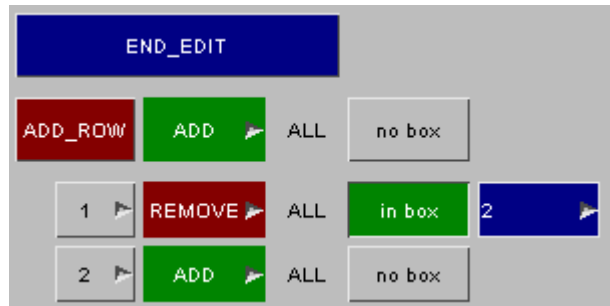 END_EDIT
ADD_ROW ADD ALL no box
1 REMOVE ALL in box 2
2 ADD ALL no box